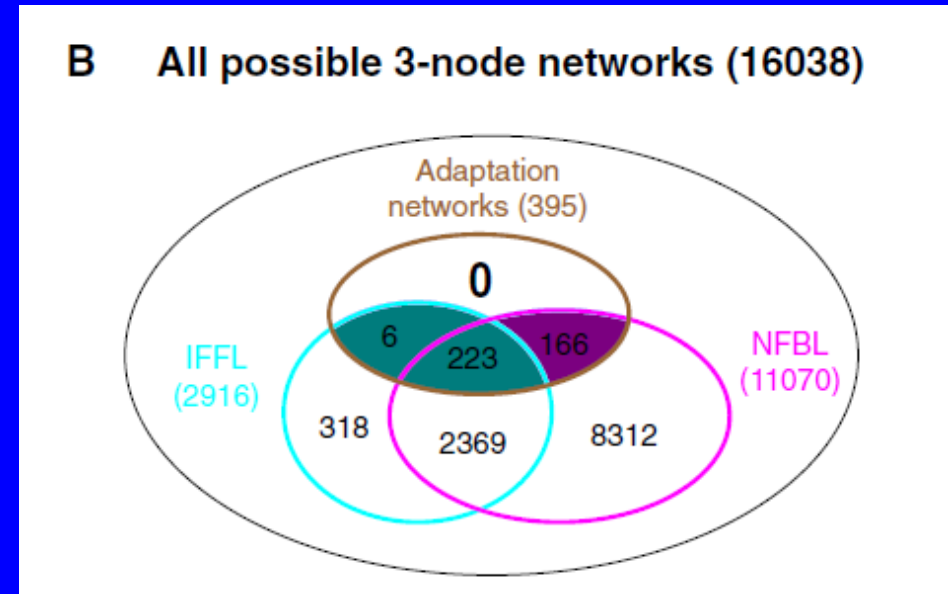 B All possible 3-node networks (16038)
Adaptation
networks (395)
0
6
223
166
IFFL
(2916)
NFBL
(11070)
318
2369
8312